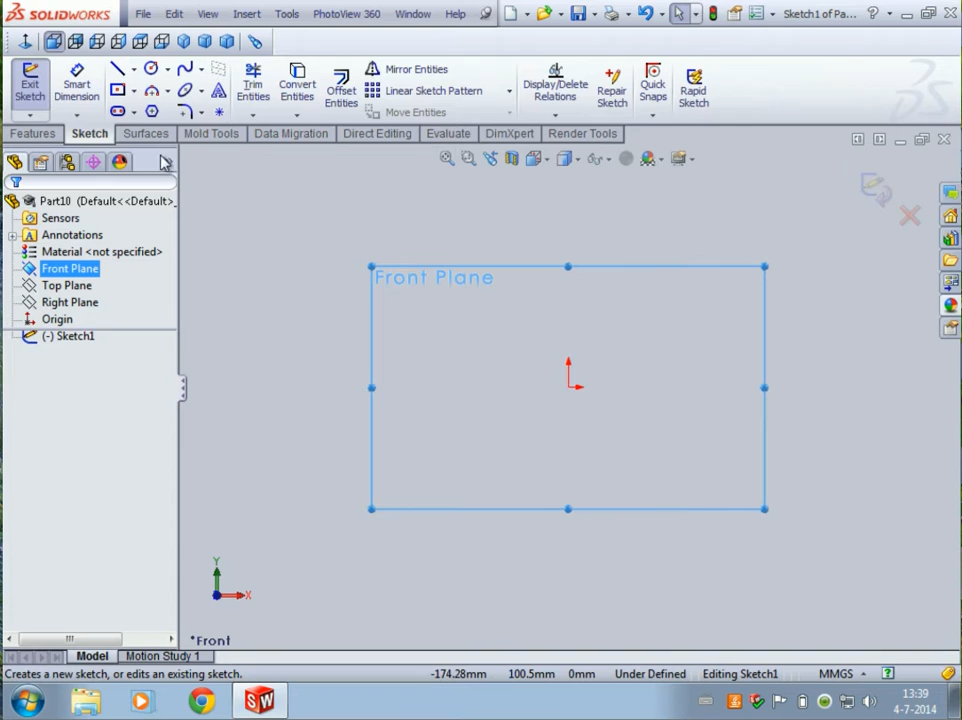 SOLIDWORKS File Edit View Insert Tools PhotoView 360 Window Help Sketch1 of Pa... ?
Exit Sketch
Smart Dimension
Trim Entities
Convert Entities
Offset Entities
Mirror Entities
Linear Sketch Pattern
Move Entities
Display/Delete Relations
Repair Sketch
Quick Snaps
Rapid Sketch
Features Sketch Surfaces Mold Tools Data Migration Direct Editing Evaluate DimXpert Render Tools
Part10 (Default<<Default>_
Sensors
A Annotations
Material <not specified>
Front Plane
Top Plane
Right Plane
Origin
(-) Sketch1
Front Plane
Y
X
*Front
Model Motion Study 1
Creates a new sketch, or edits an existing sketch. -174.28mm 100.5mm 0mm Under Defined Editing Sketch1 MMGS ?
SW
13:39
4-7-2014